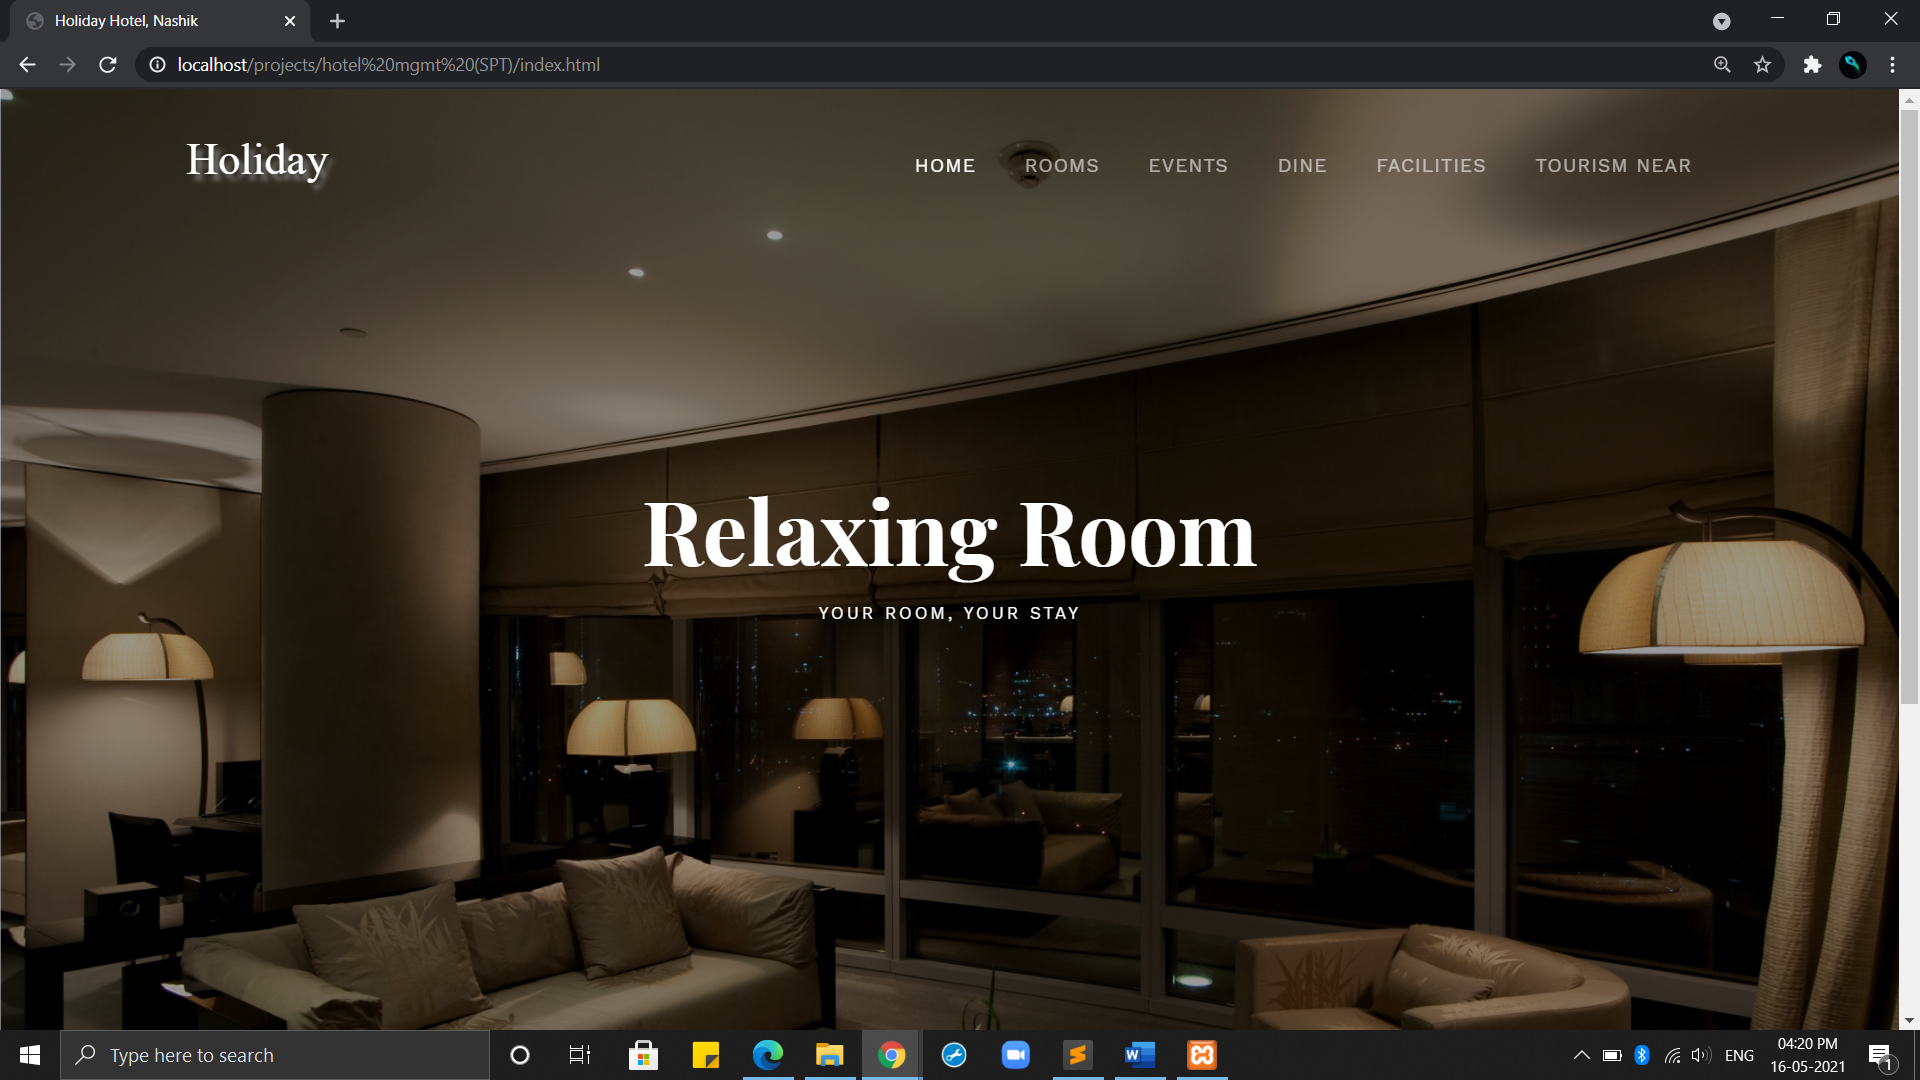 Holiday Hotel, Nashik
localhost/projects/hotel%20mgmt%20(SPT)/index.html
Holiday
HOME ROOMS EVENTS DINE FACILITIES TOURISM NEAR
Relaxing Room
YOUR ROOM, YOUR STAY
Type here to search
W
ENG
04:20 PM
16-05-2021
1